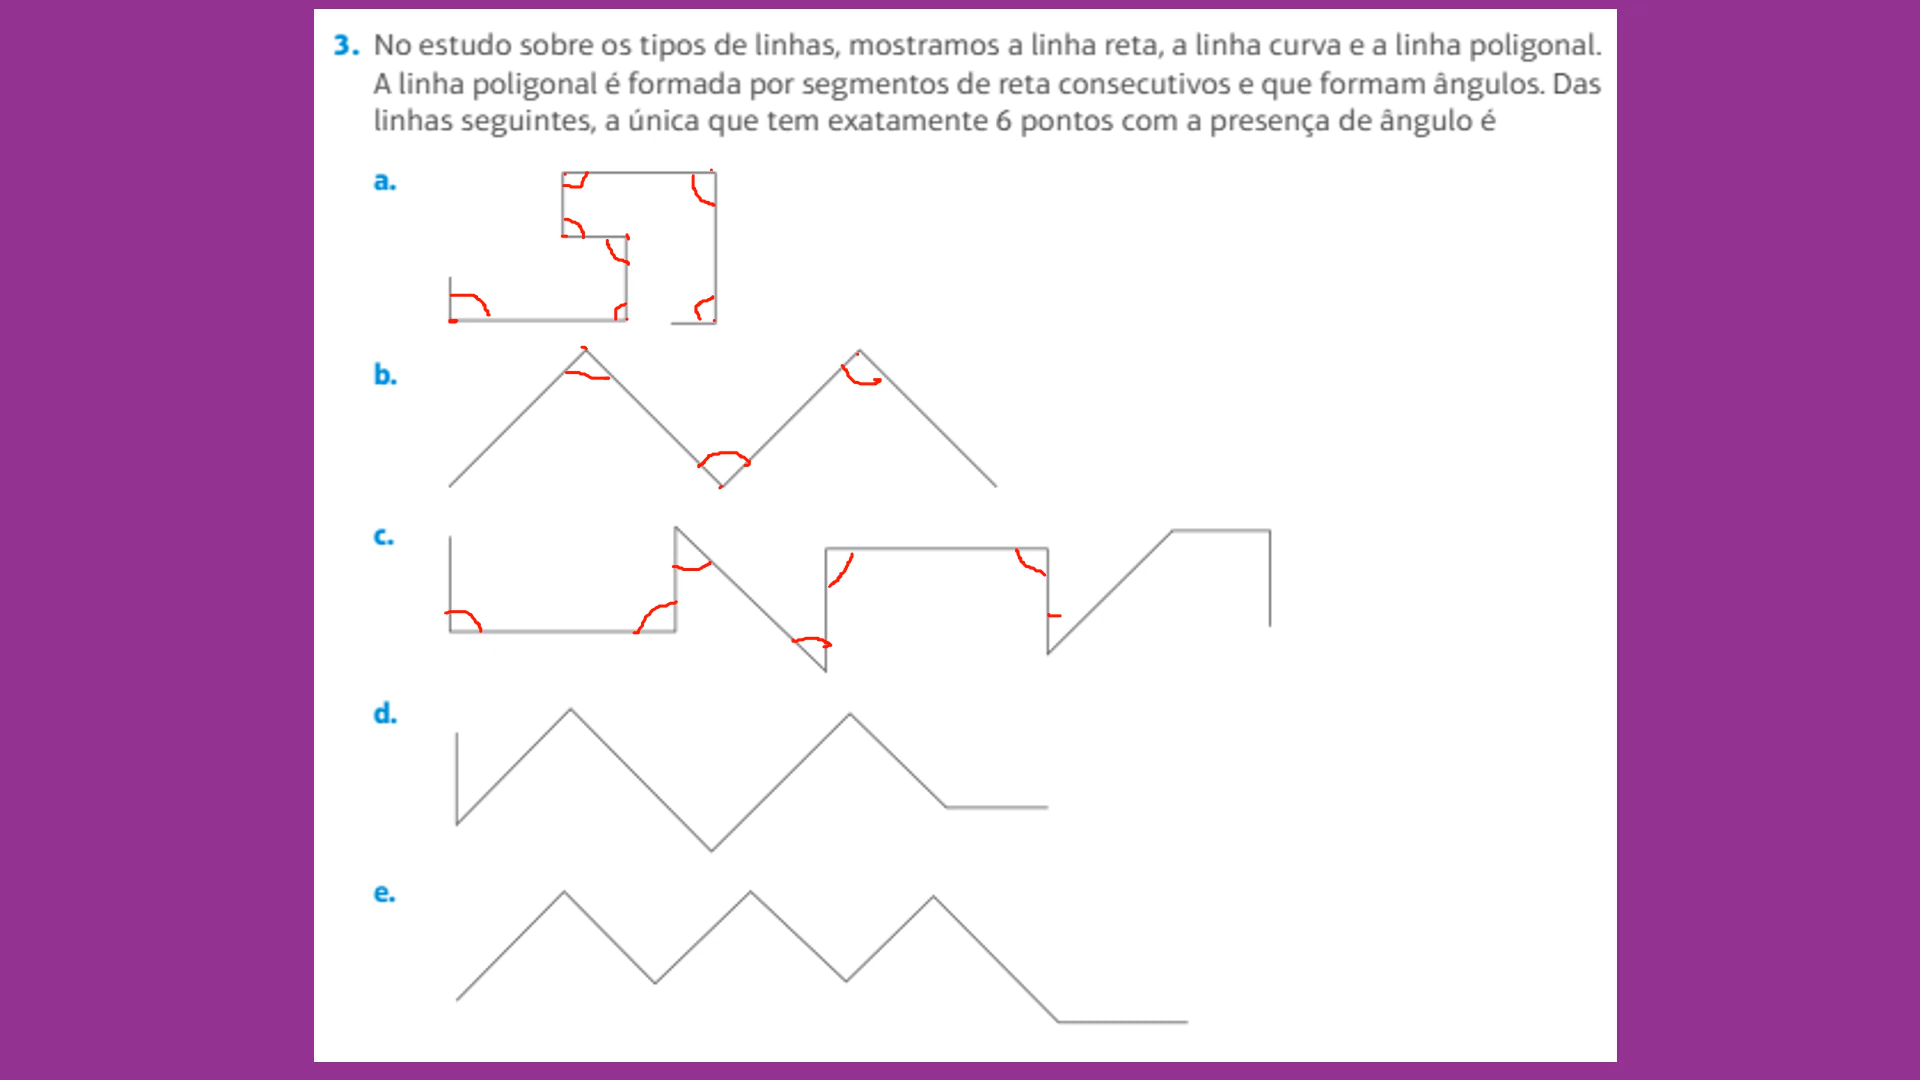 3. No estudo sobre os tipos de linhas, mostramos a linha reta, a linha curva e a linha poligonal.
A linha poligonal é formada por segmentos de reta consecutivos e que formam ângulos. Das
linhas seguintes, a única que tem exatamente 6 pontos com a presença de ângulo é
a.
b.
c.
d.
e.